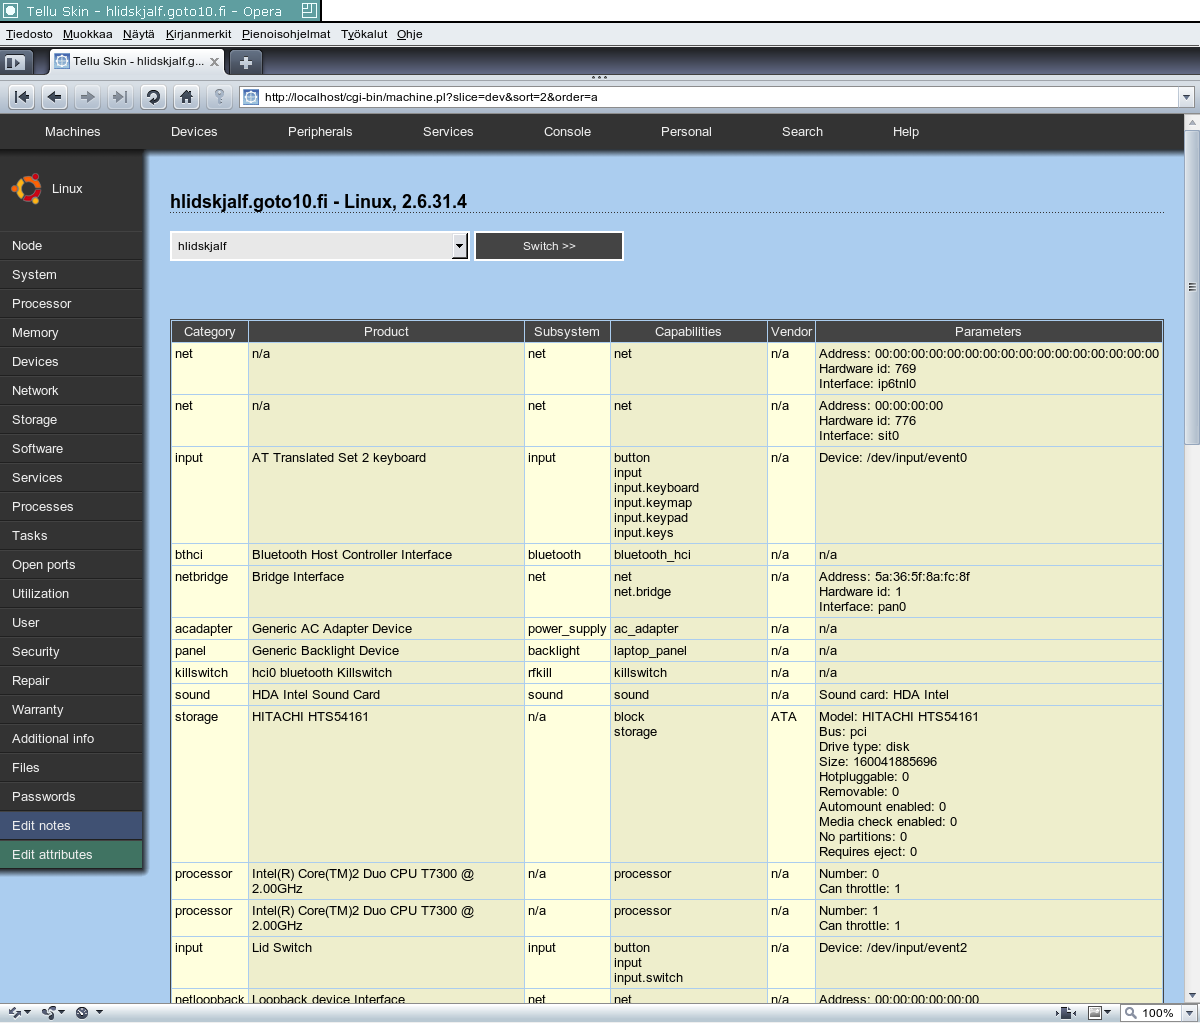 Tellu Skin - hlidskjalf.goto10.fi - Opera
Tiedosto Muokkaa Näytä Kirjanmerkit Pienoisohjelmat Työkalut Ohje
Tellu Skin - hlidskjalf.g...
http://localhost/cgi-bin/machine.pl?slice=dev&sort=2&order=a
Machines Devices Peripherals Services Console Personal Search Help
Linux
Node
System
Processor
Memory
Devices
Network
Storage
Software
Services
Processes
Tasks
Open ports
Utilization
User
Security
Repair
Warranty
Additional info
Files
Passwords
Edit notes
Edit attributes
hlidskjalf.goto10.fi - Linux, 2.6.31.4
hlidskjalf Switch >>
Category Product Subsystem Capabilities Vendor Parameters
net n/a net net n/a Address: 00:00:00:00:00:00:00:00:00:00:00:00:00:00:00:00
Hardware id: 769
Interface: ip6tnl0
net n/a net net n/a Address: 00:00:00:00
Hardware id: 776
Interface: sit0
input AT Translated Set 2 keyboard input button n/a Device: /dev/input/event0
input
input.keyboard
input.keymap
input.keypad
input.keys
bthci Bluetooth Host Controller Interface bluetooth bluetooth_hci n/a n/a
netbridge Bridge Interface net net n/a Address: 5a:36:5f:8a:fc:8f
net.bridge Hardware id: 1
Interface: pan0
acadapter Generic AC Adapter Device power_supply ac_adapter n/a n/a
panel Generic Backlight Device backlight laptop_panel n/a n/a
killswitch hci0 bluetooth Killswitch rfkill killswitch n/a n/a
sound HDA Intel Sound Card sound sound n/a Sound card: HDA Intel
storage HITACHI HTS54161 n/a block ATA Model: HITACHI HTS54161
storage Bus: pci
Drive type: disk
Size: 160041885696
Hotpluggable: 0
Removable: 0
Automount enabled: 0
Media check enabled: 0
No partitions: 0
Requires eject: 0
processor Intel(R) Core(TM)2 Duo CPU T7300 @ n/a processor n/a Number: 0
2.00GHz Can throttle: 1
processor Intel(R) Core(TM)2 Duo CPU T7300 @ n/a processor n/a Number: 1
2.00GHz Can throttle: 1
input Lid Switch input button n/a Device: /dev/input/event2
input
input.switch
netloopback Loopback device Interface net net n/a Address: 00:00:00:00:00:00
100%